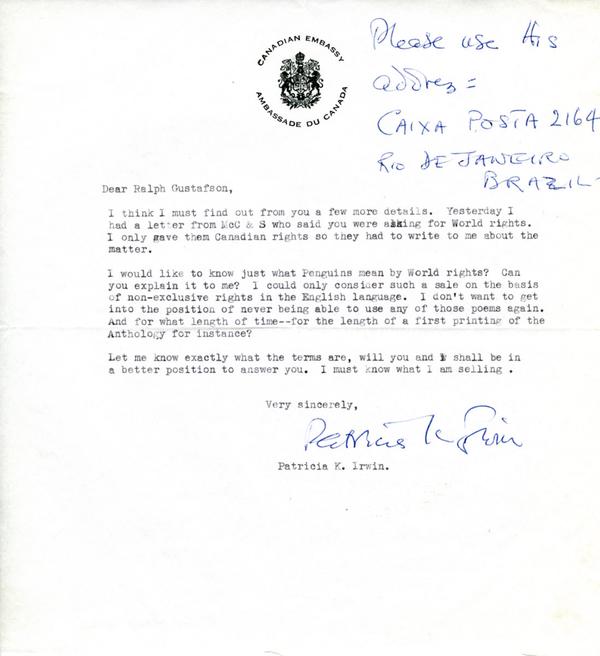 CANADIAN EMBASSY
AMBASSADE DU CANADA
Please use this
address =
CAIXA POSTA 2164
RIO DE JANEIRO
BRAZIL
Dear Ralph Gustafson,
I think I must find out from you a few more details. Yesterday I
had a letter from McC & S who said you were asking for World rights.
I only gave them Canadian rights so they had to write to me about the
matter.
I would like to know just what Penguins mean by World rights? Can
you explain it to me? I could only consider such a sale on the basis
of non-exclusive rights in the English language. I don't want to get
into the position of never being able to use any of those poems again.
And for what length of time--for the length of a first printing of the
Anthology for instance?
Let me know exactly what the terms are, will you and I shall be in
a better position to answer you. I must know what I am selling .
Very sincerely,
Patricia K Irwin
Patricia K. Irwin.